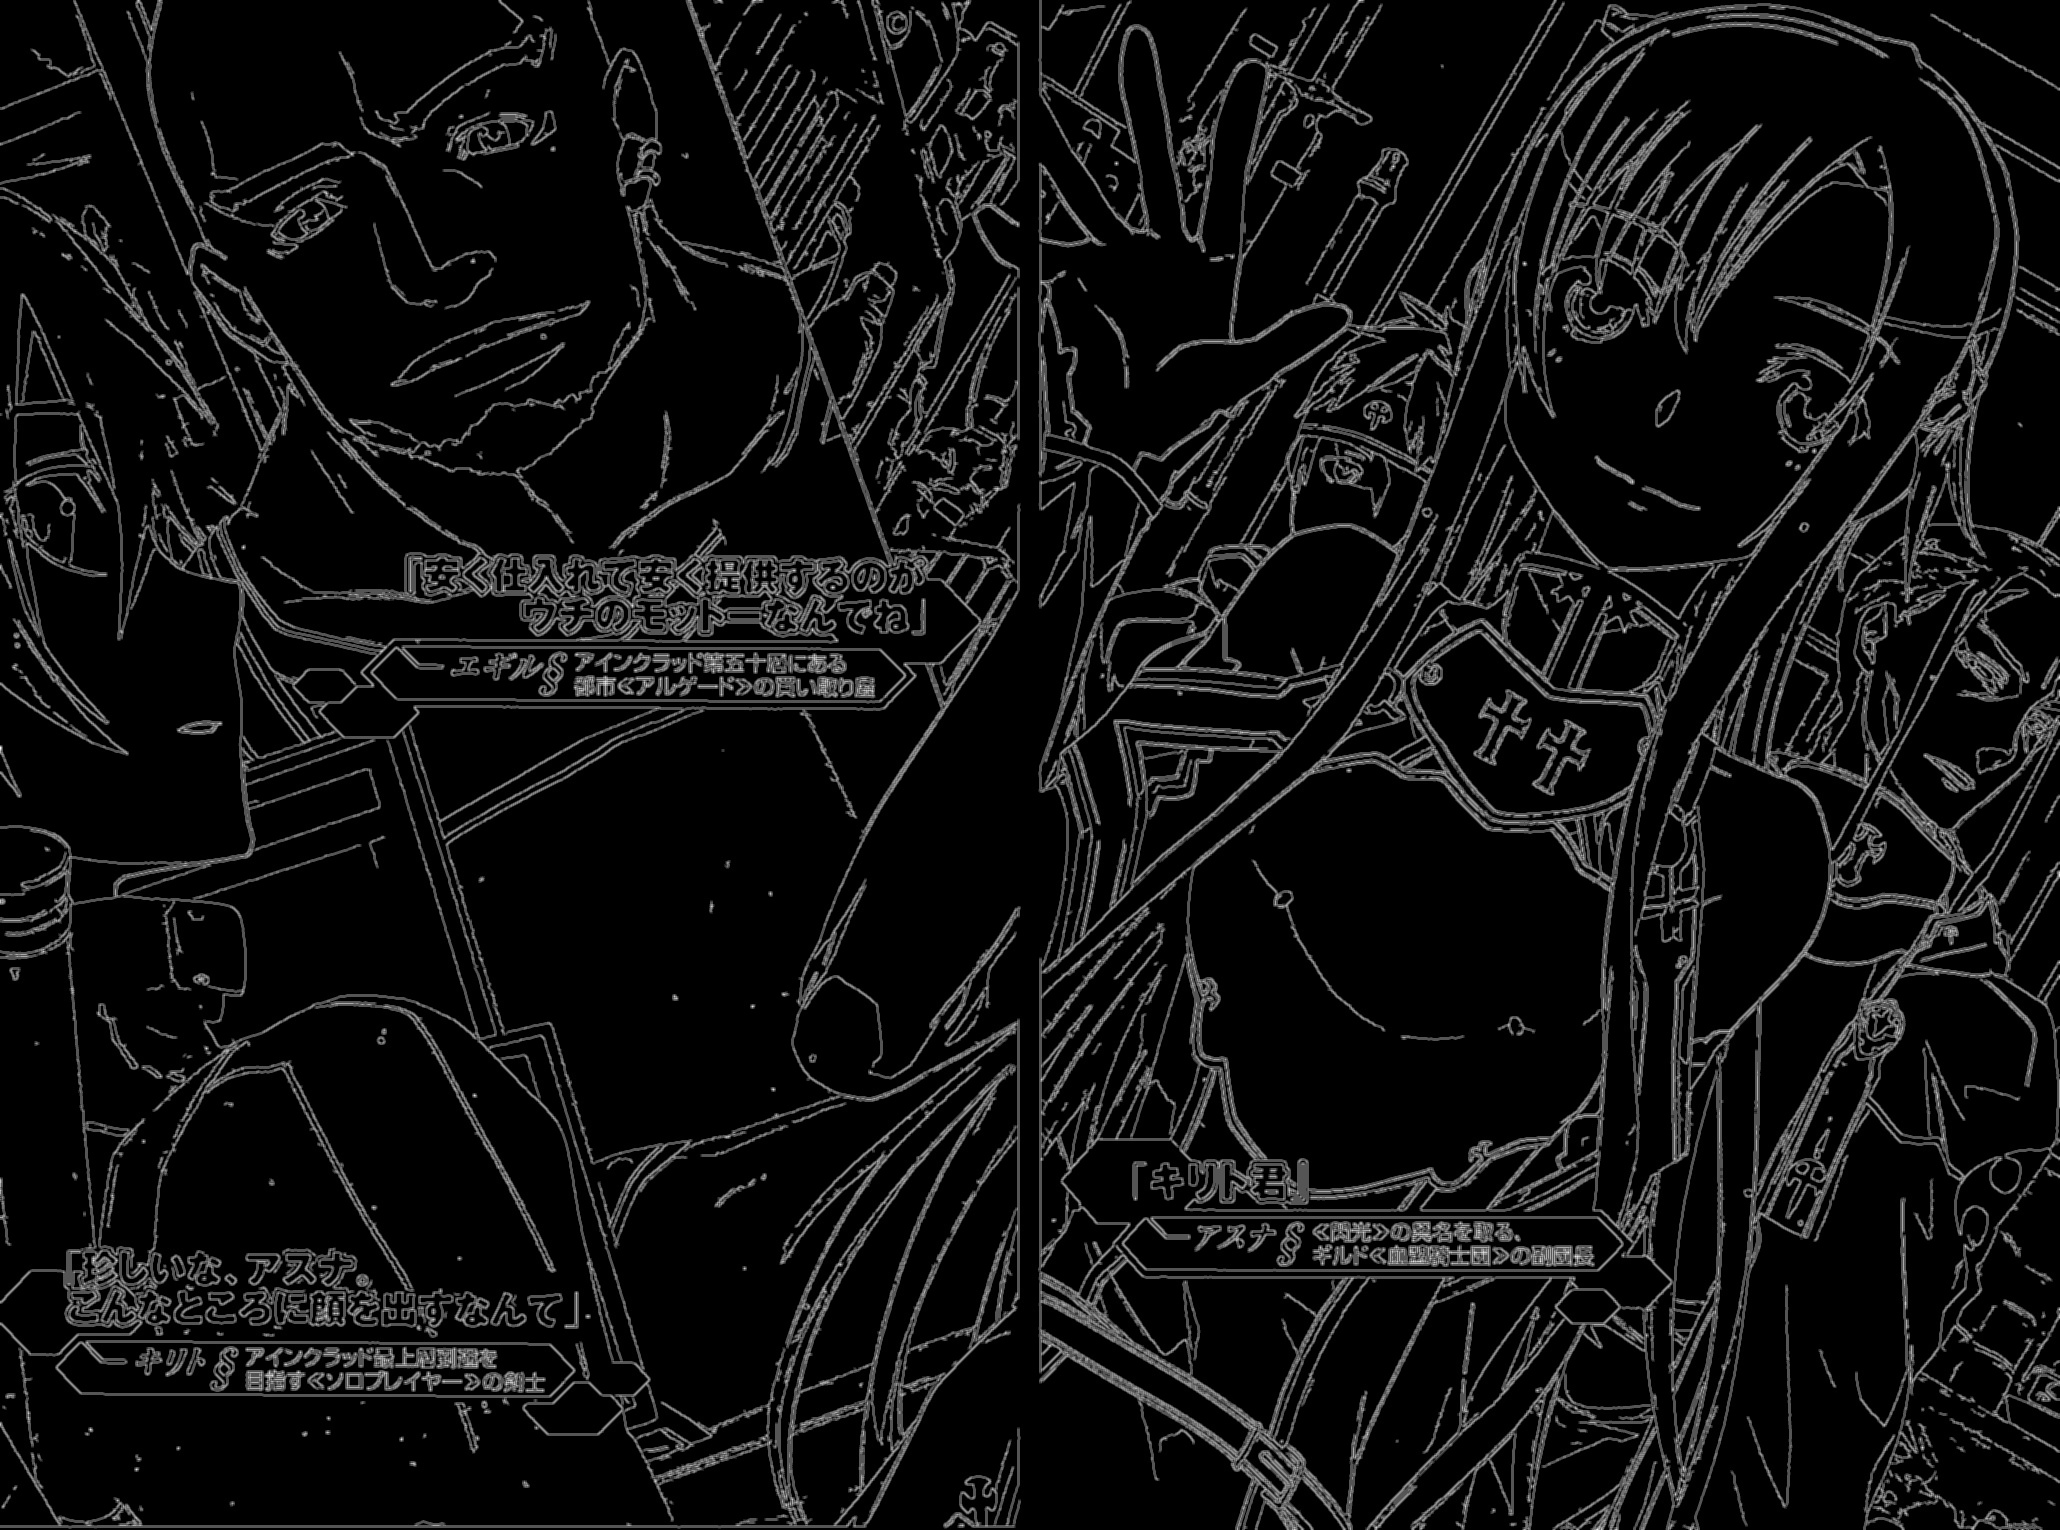 「安く仕入れて安く提供するのが
ウチのモットーなんでね」
エギル§
アインクラッド第五十層にある
都市<アルゲード>の買い取り屋
「珍しいな、アスナ。
こんなところに顔を出すなんて」
キリト§
アインクラッド最上層到達を
目指す<ソロプレイヤー>の剣士
「キリト君」
アスナ§
<閃光>の異名を取る、
ギルド<血盟騎士団>の副団長